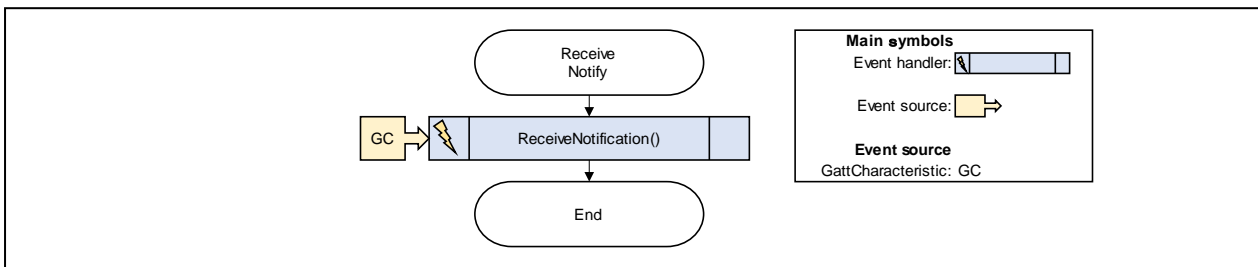 Receive
Notify
GC
ReceiveNotification()
End
Main symbols
Event handler:
Event source:
Event source
GattCharacteristic: GC